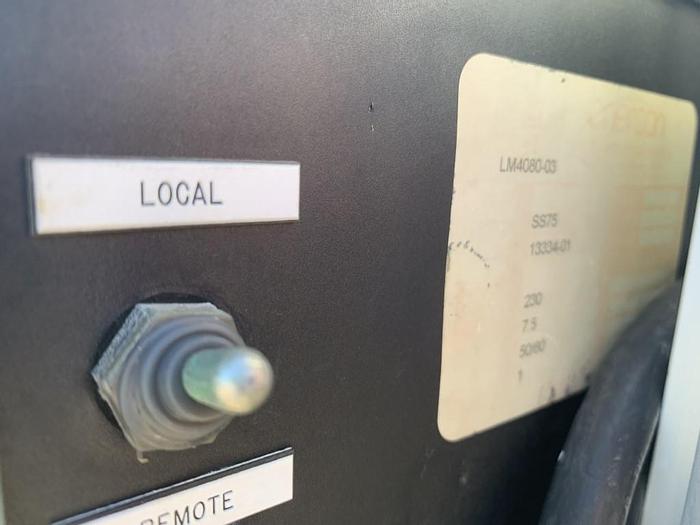 LOCAL
REMOTE
LM4080-03
SS75
13334-01
230
7.5
50/60
1